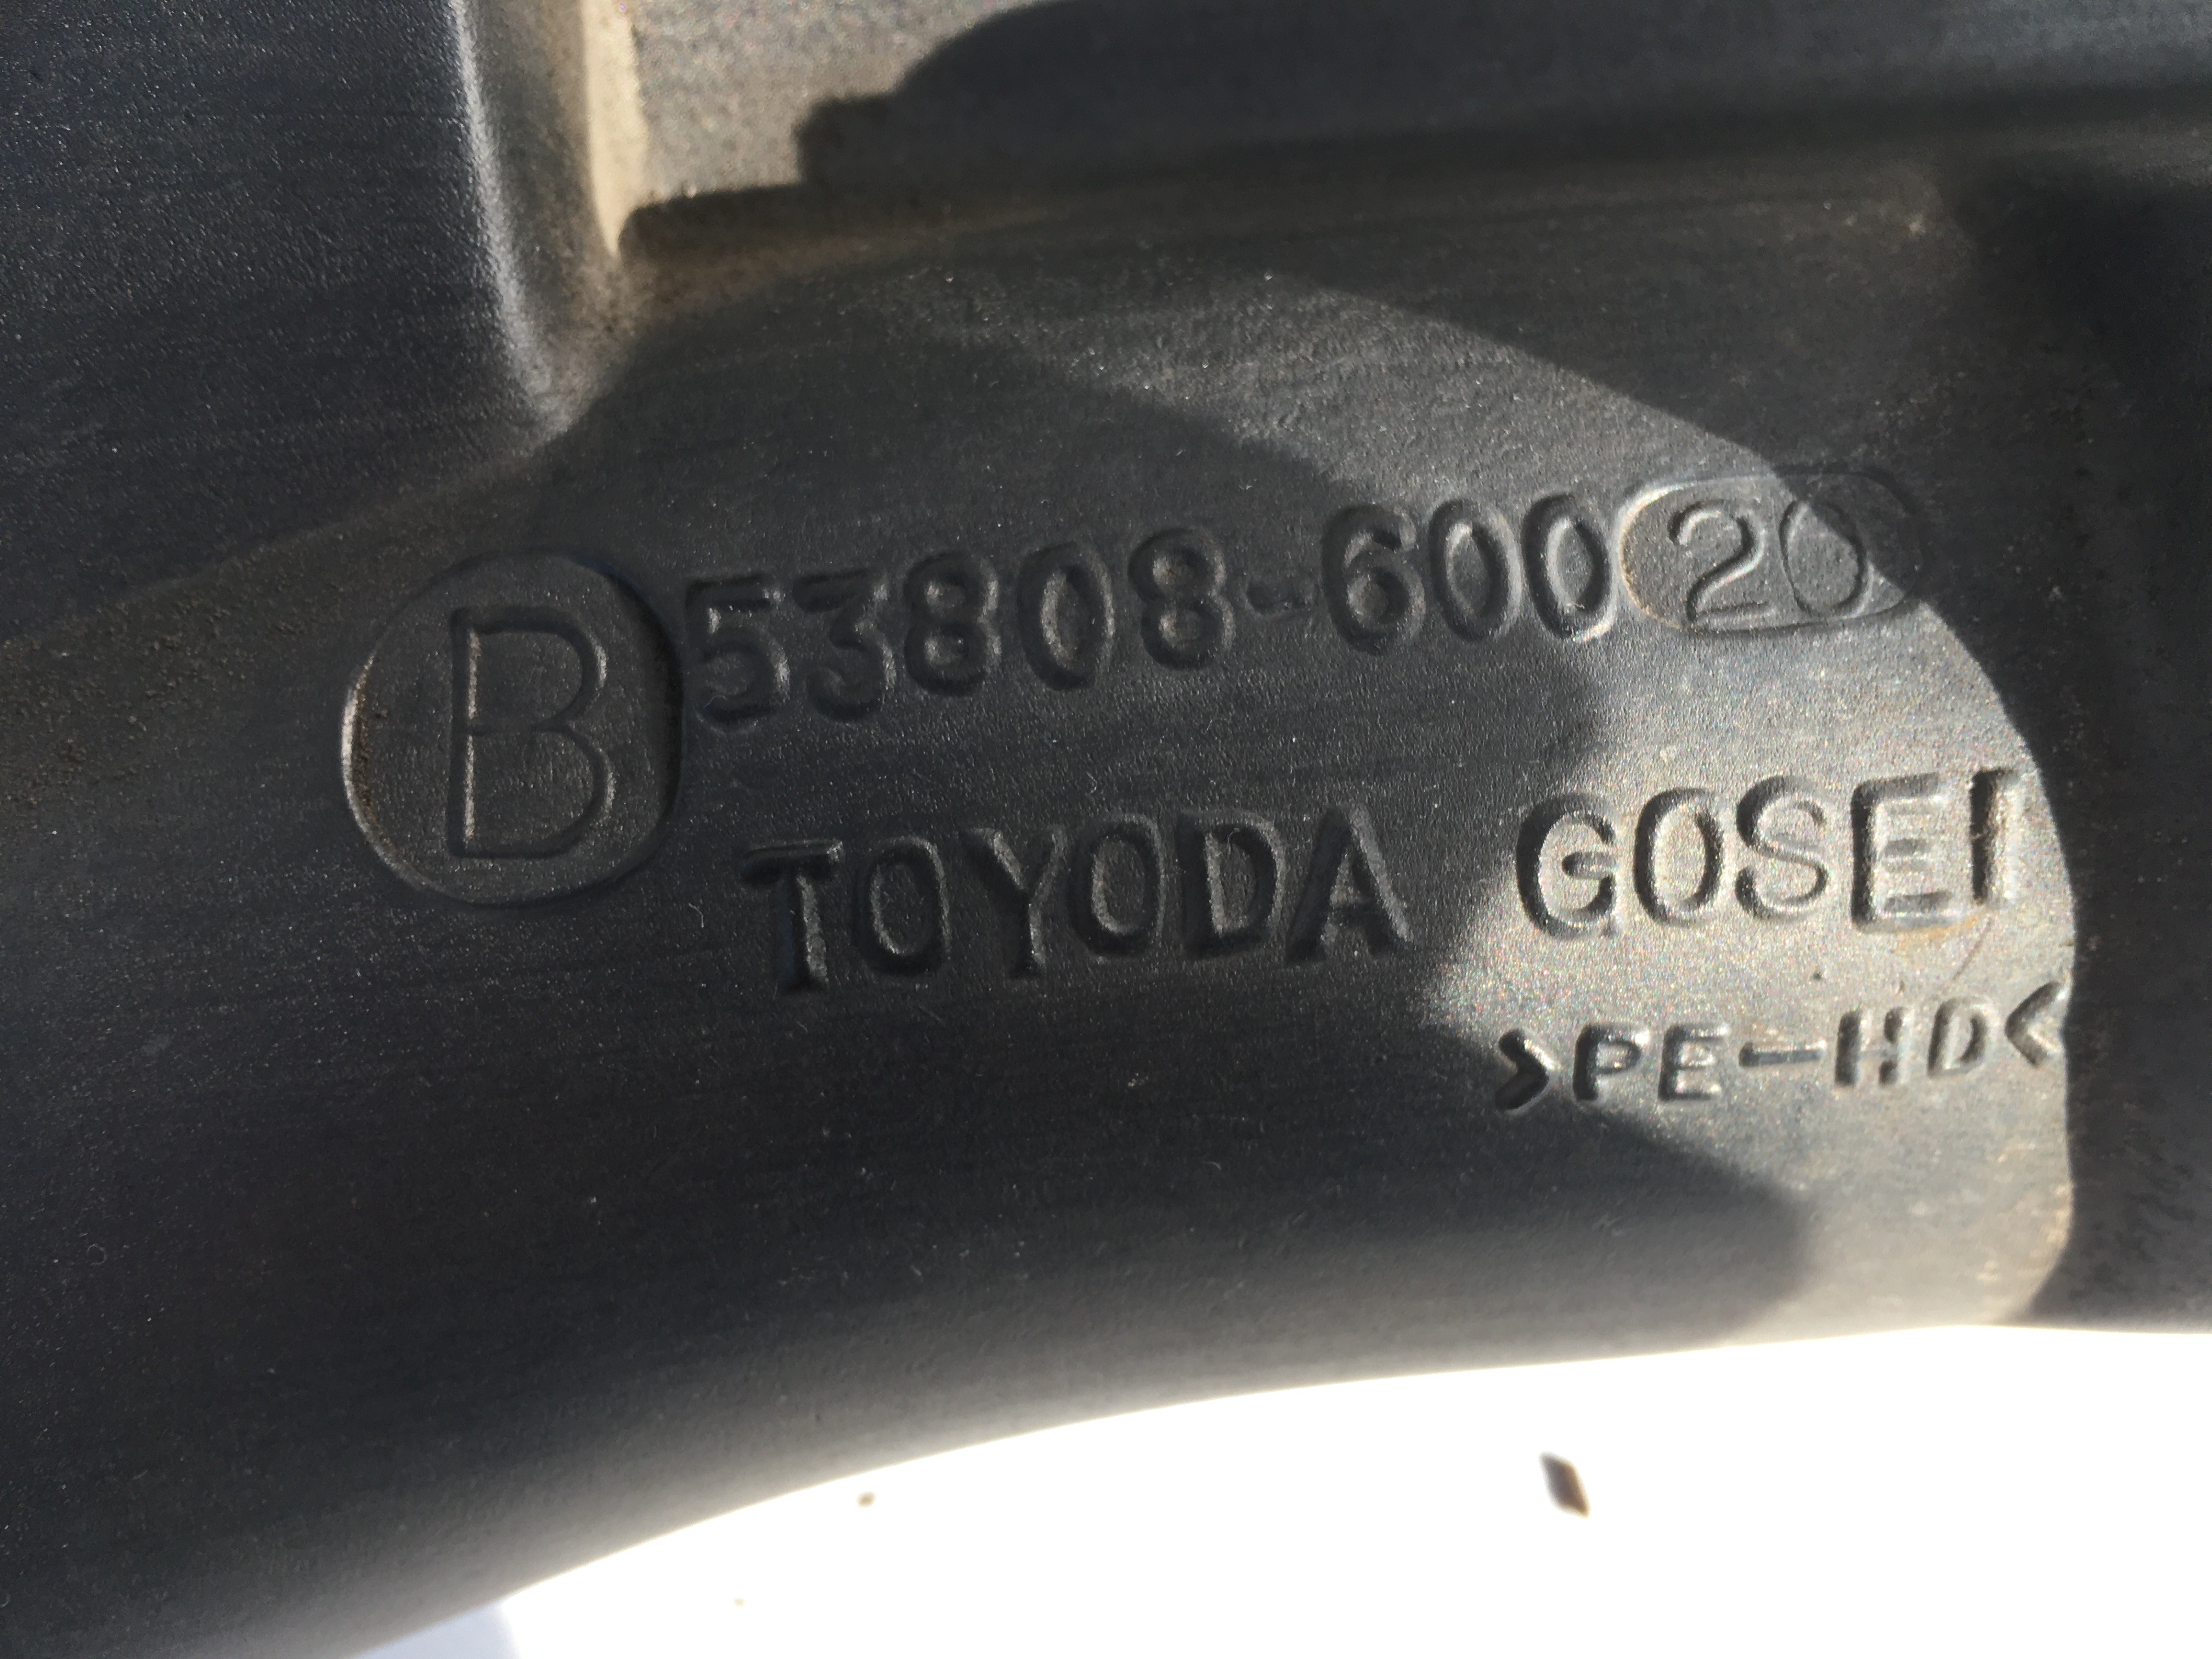 B 53808-60020
TOYODA GOSEI
>PE-HD<